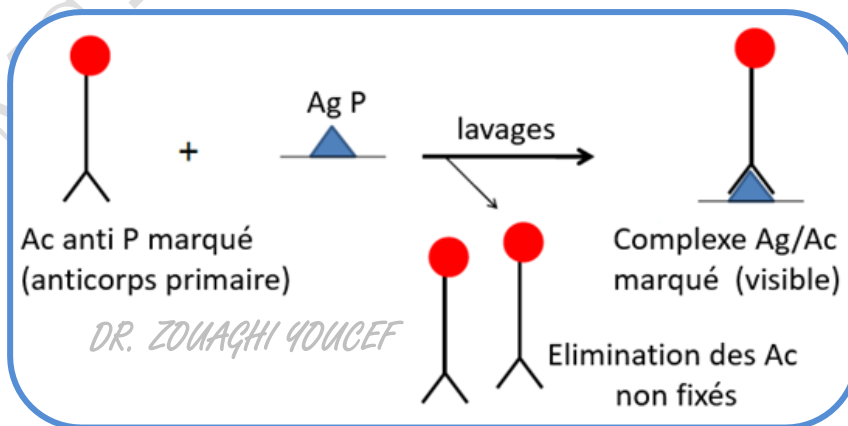 Ag P
+
lavages
Ac anti P marqué
(anticorps primaire)
Complexe Ag/Ac
marqué (visible)
DR. ZOUAGHI YOUCEF
Elimination des Ac
non fixés